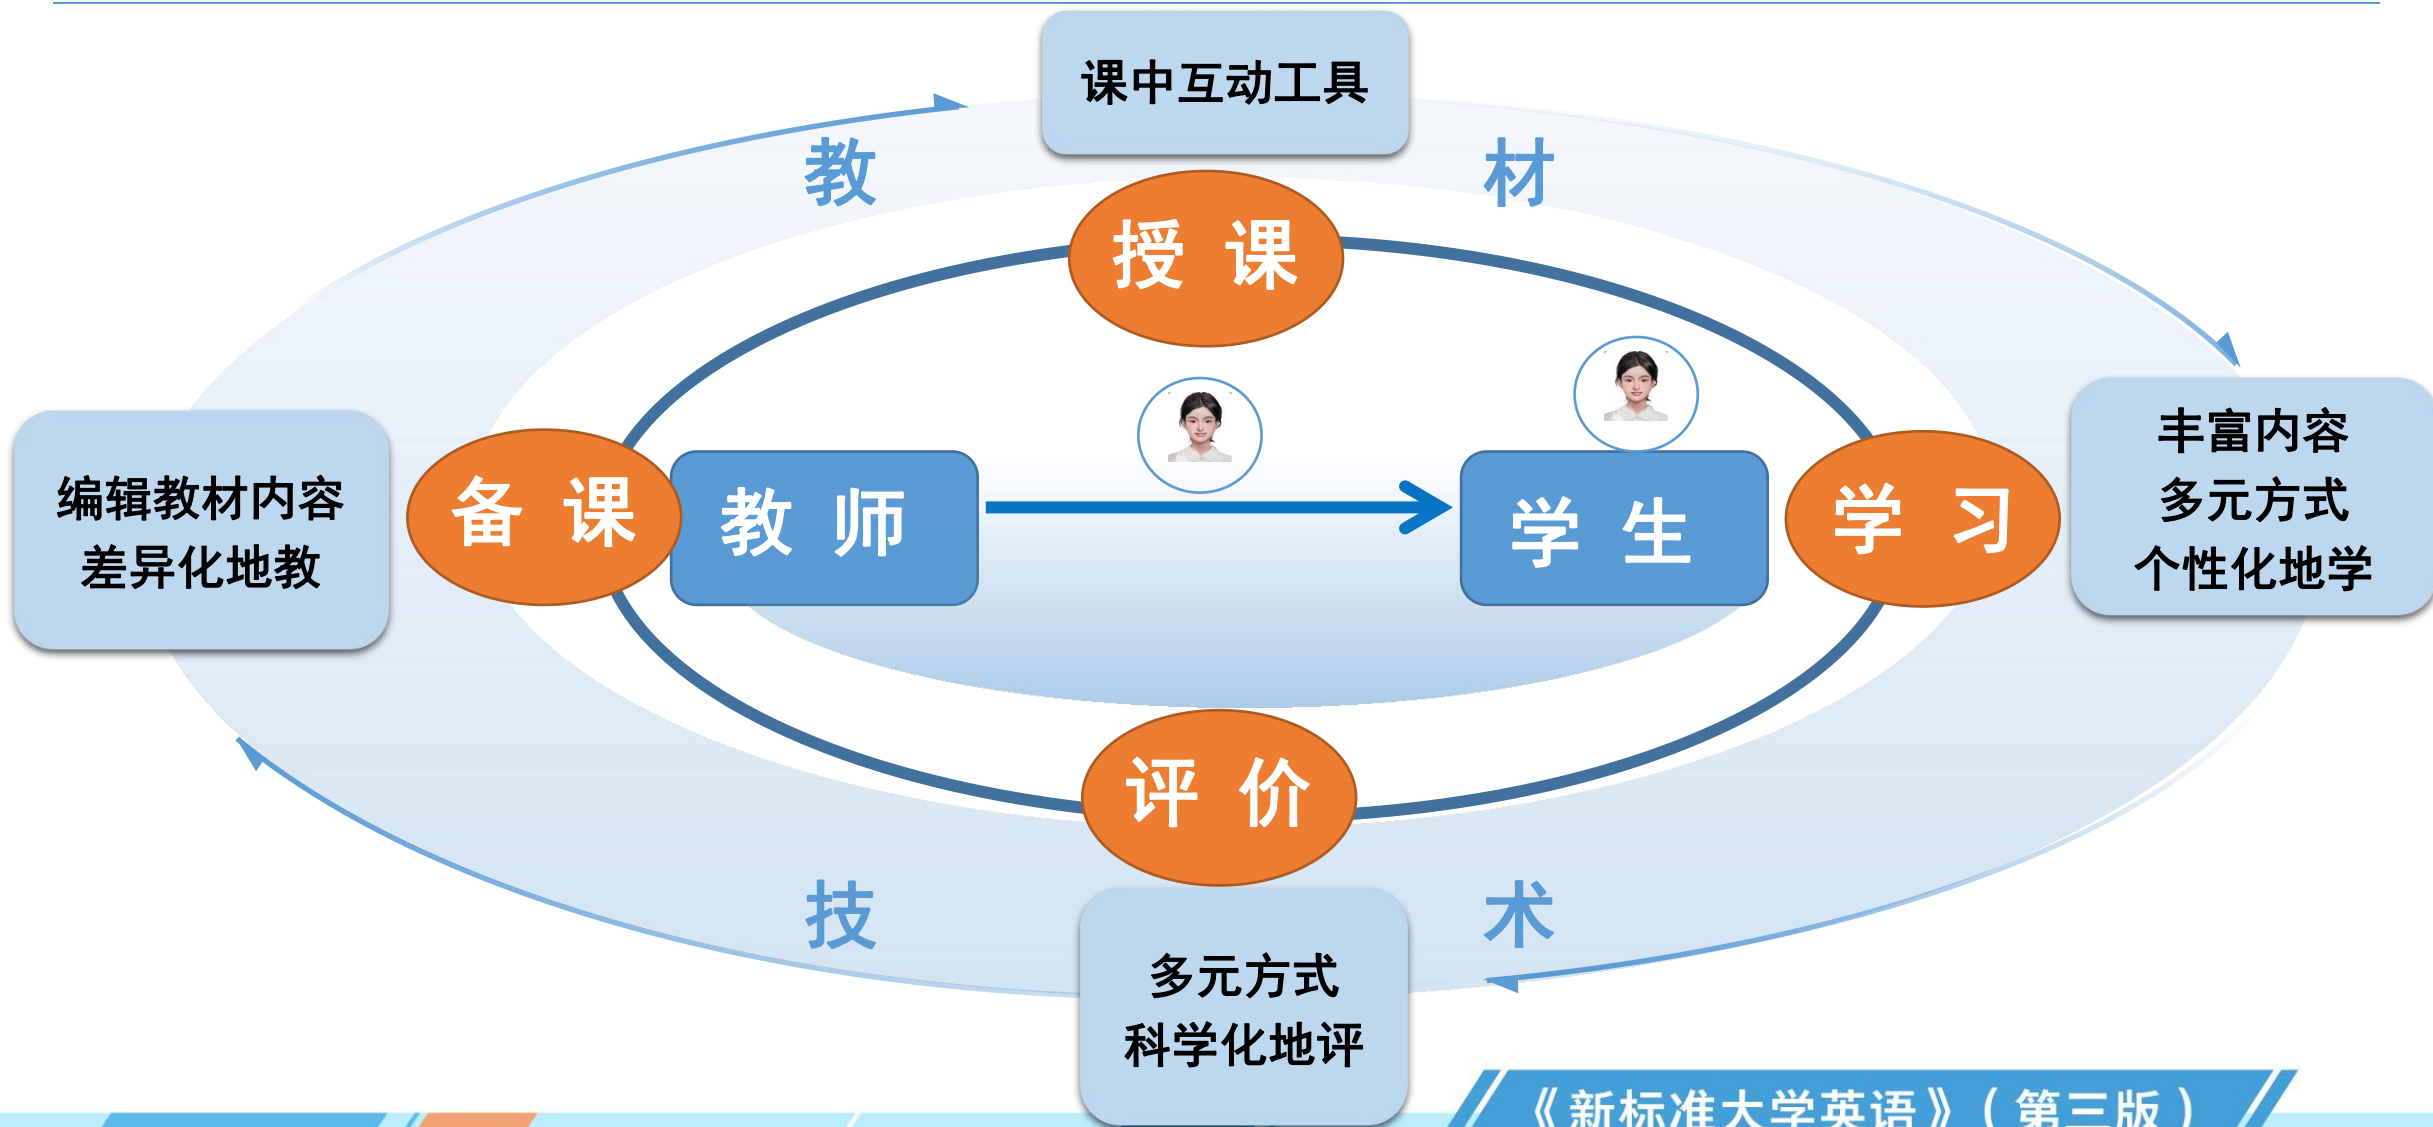 课中互动工具
教 材
授 课
编辑教材内容
差异化地教
备 课
教 师
学 生
学 习
丰富内容
多元方式
个性化地学
评 价
技 术
多元方式
科学化地评
《新标准大学英语》(第三版)